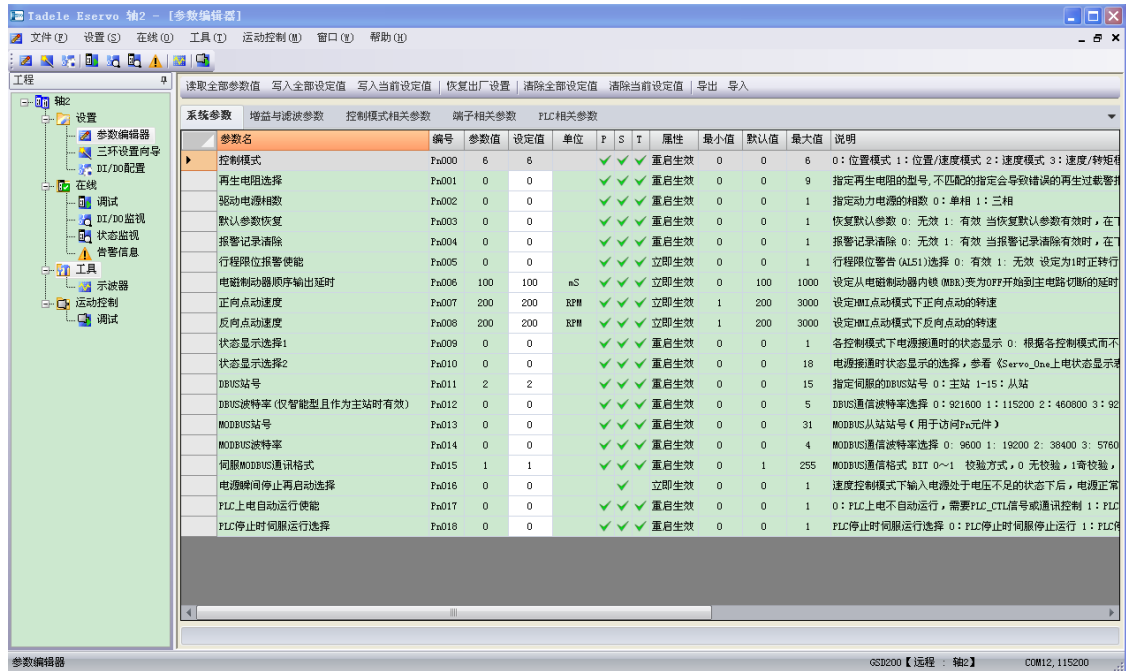 Tadele Eservo 轴2 - [参数编辑器]
文件(F) 设置(S) 在线(O) 工具(T) 运动控制(M) 窗口(W) 帮助(H)
工程
读取全部参数值 写入全部设定值 写入当前设定值 恢复出厂设置 清除全部设定值 清除当前设定值 导出 导入
轴2
设置
参数编辑器
三环设置向导
DI/DO配置
在线
调试
DI/DO监视
状态监视
告警信息
工具
示波器
运动控制
调试
系统参数 增益与滤波参数 控制模式相关参数 端子相关参数 PLC相关参数
参数名 编号 参数值 设定值 单位 P S T 属性 最小值 默认值 最大值 说明
控制模式 Pn000 6 6 重启生效 0 0 6 0：位置模式 1：位置/速度模式 2：速度模式 3：速度/转矩
再生电阻选择 Pn001 0 0 重启生效 0 0 9 指定再生电阻的型号,不匹配的指定会导致错误的再生过载警
驱动电源相数 Pn002 0 0 重启生效 0 0 1 指定动力电源的相数 0：单相 1：三相
默认参数恢复 Pn003 0 0 重启生效 0 0 1 恢复默认参数 0: 无效 1: 有效 当恢复默认参数有效时，在
报警记录清除 Pn004 0 0 重启生效 0 0 1 报警记录清除 0: 无效 1: 有效 当报警记录清除有效时，在
行程限位报警使能 Pn005 0 0 立即生效 0 0 1 行程限位警告(AL51)选择 0: 有效 1: 无效 设定为1时正转行
电磁制动器顺序输出延时 Pn006 100 100 mS 立即生效 0 100 1000 设定从电磁制动器内锁(MBR)变为OFF开始到主电路切断的延时
正向点动速度 Pn007 200 200 RPM 立即生效 1 200 3000 设定HMI点动模式下正向点动的转速
反向点动速度 Pn008 200 200 RPM 立即生效 1 200 3000 设定HMI点动模式下反向点动的转速
状态显示选择1 Pn009 0 0 重启生效 0 0 1 各控制模式下电源接通时的状态显示 0: 根据各控制模式而不
状态显示选择2 Pn010 0 0 重启生效 0 0 18 电源接通时状态显示的选择，参看《Servo_One上电状态显示
DBUS站号 Pn011 2 2 重启生效 0 0 15 指定伺服的DBUS站号 0：主站 1-15：从站
DBUS波特率(仅智能型且作为主站时有效) Pn012 0 0 重启生效 0 0 5 DBUS通信波特率选择 0：921600 1：115200 2：460800 3：92
MODBUS站号 Pn013 0 0 重启生效 0 0 31 MODBUS从站站号(用于访问Pn元件)
MODBUS波特率 Pn014 0 0 重启生效 0 0 4 MODBUS通信波特率选择 0: 9600 1: 19200 2: 38400 3: 5760
伺服MODBUS通讯格式 Pn015 1 1 重启生效 0 1 255 MODBUS通信格式 BIT 0～1 校验方式，0 无校验，1奇校验，
电源瞬间停止再启动选择 Pn016 0 0 立即生效 0 0 1 速度控制模式下输入电源处于电压不足的状态下后，电源正常
PLC上电自动运行使能 Pn017 0 0 重启生效 0 0 1 0：PLC上电不自动运行，需要PLC_CTL信号或通讯控制 1：PLC
PLC停止时伺服运行选择 Pn018 0 0 重启生效 0 0 1 PLC停止时伺服运行选择 0：PLC停止时伺服停止运行 1：PLC
参数编辑器 GSD200【远程 : 轴2】 COM12,115200